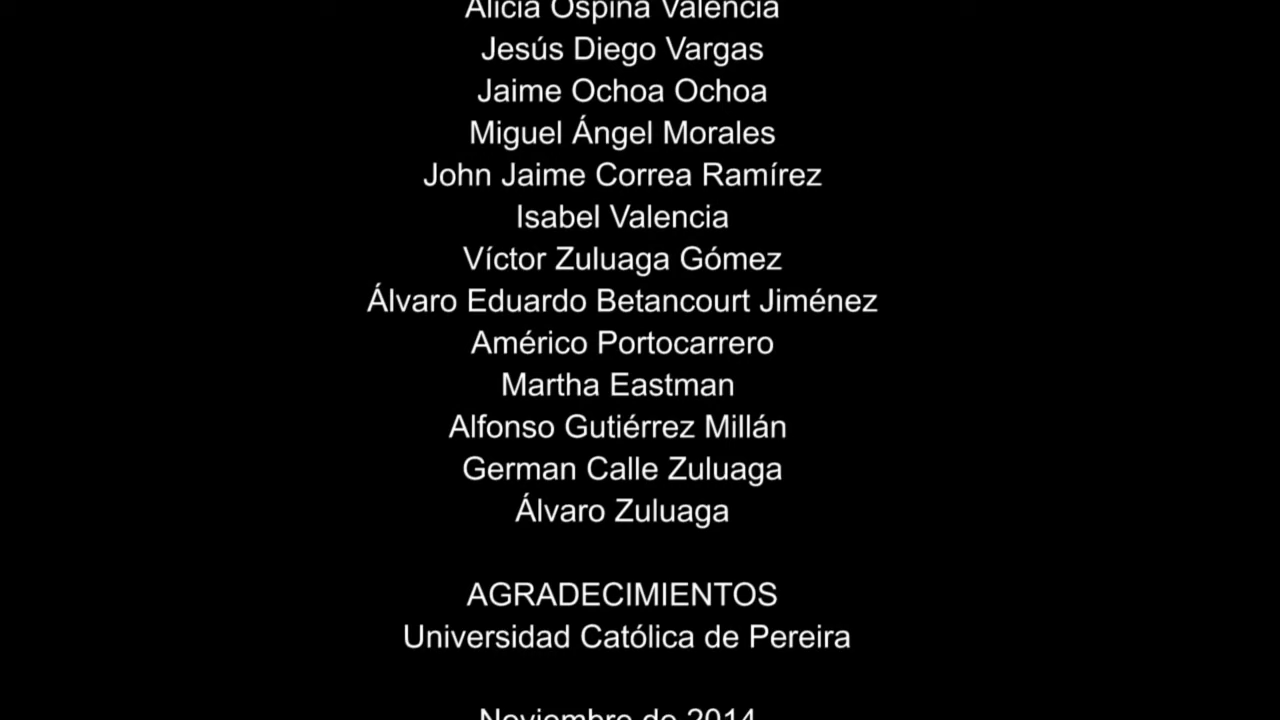 Alicia Ospina Valencia
Jesús Diego Vargas
Jaime Ochoa Ochoa
Miguel Ángel Morales
John Jaime Correa Ramírez
Isabel Valencia
Víctor Zuluaga Gómez
Álvaro Eduardo Betancourt Jiménez
Américo Portocarrero
Martha Eastman
Alfonso Gutiérrez Millán
German Calle Zuluaga
Álvaro Zuluaga
AGRADECIMIENTOS
Universidad Católica de Pereira
Noviembre de 2014